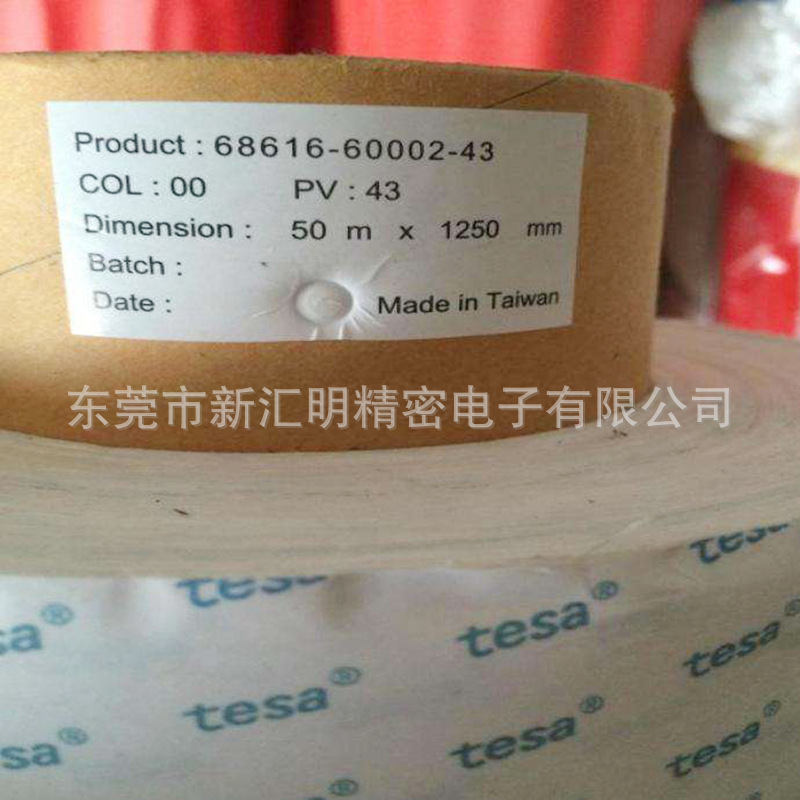 Product : 68616-60002-43
COL : 00 PV : 43
Dimension : 50 m x 1250 mm
Batch :
Date : Made in Taiwan
东莞市新汇明精密电子有限公司
tesa
tesa®
tesa®
tesa®
tesa®
tesa®
sa®
tesa®
tesa®